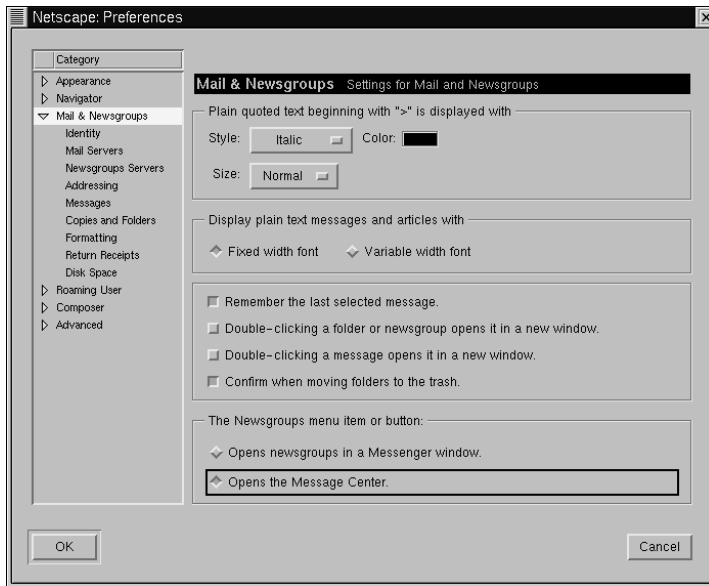 Netscape: Preferences
Category
Appearance
Navigator
Mail & Newsgroups
Identity
Mail Servers
Newsgroups Servers
Addressing
Messages
Copies and Folders
Formatting
Return Receipts
Disk Space
Roaming User
Composer
Advanced
Mail & Newsgroups Settings for Mail and Newsgroups
Plain quoted text beginning with ">" is displayed with
Style: Italic Color:
Size: Normal
Display plain text messages and articles with
Fixed width font Variable width font
Remember the last selected message.
Double-clicking a folder or newsgroup opens it in a new window.
Double-clicking a message opens it in a new window.
Confirm when moving folders to the trash.
The Newsgroups menu item or button:
Opens newsgroups in a Messenger window.
Opens the Message Center.
OK Cancel